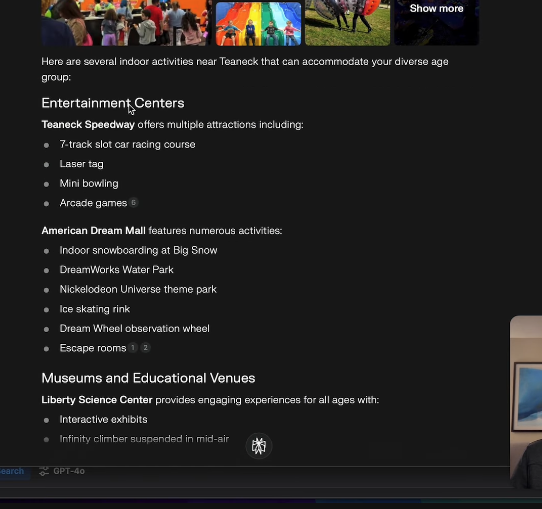 Show more
Here are several indoor activities near Teaneck that can accommodate your diverse age
group:
Entertainment Centers
Teaneck Speedway offers multiple attractions including:
7-track slot car racing course
Laser tag
Mini bowling
Arcade games 6
American Dream Mall features numerous activities:
Indoor snowboarding at Big Snow
DreamWorks Water Park
Nickelodeon Universe theme park
Ice skating rink
Dream Wheel observation wheel
Escape rooms 1 2
Museums and Educational Venues
Liberty Science Center provides engaging experiences for all ages with:
Interactive exhibits
Infinity climber suspended in mid-air
earch GPT-4o